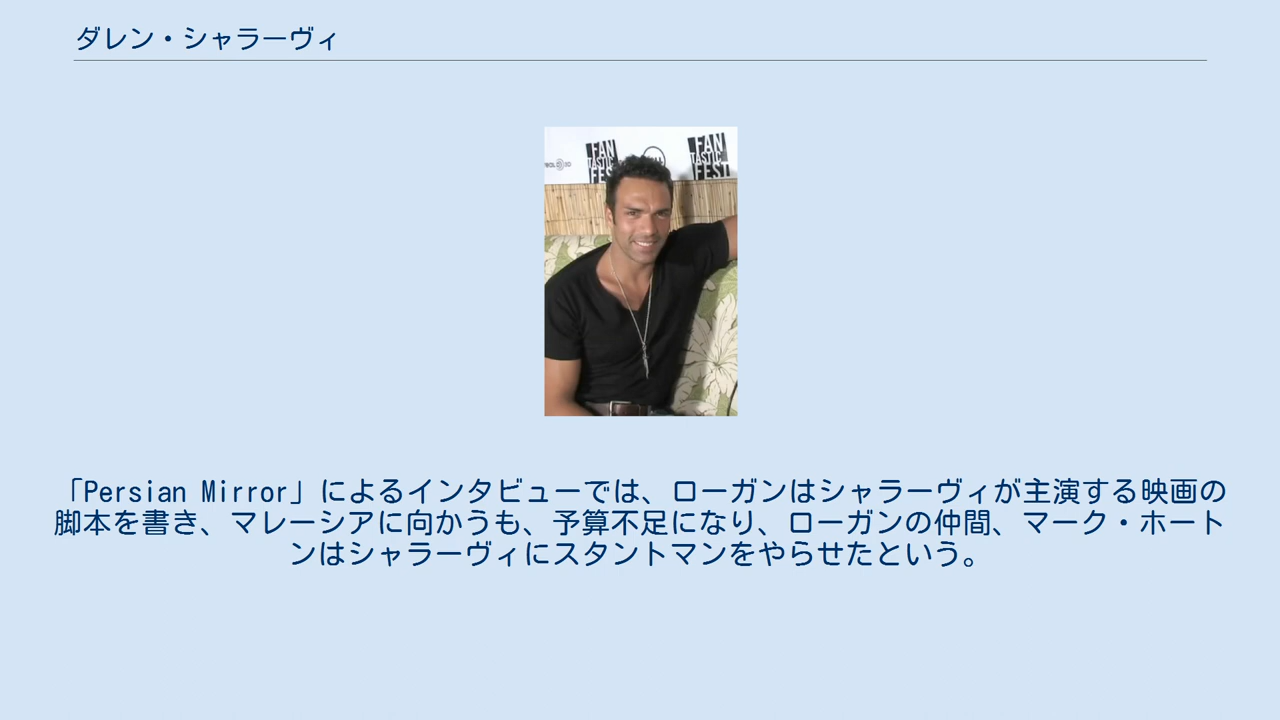 ダレン・シャラーヴィ
FAN
TASTIC
FEST
FAN
TASTIC
FEST
「Persian Mirror」によるインタビューでは、ローガンはシャラーヴィが主演する映画の
脚本を書き、マレーシアに向かうも、予算不足になり、ローガンの仲間、マーク・ホート
ンはシャラーヴィにスタントマンをやらせたという。